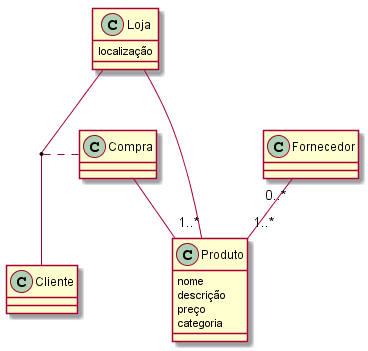 C Loja
localização
C Compra
C Fornecedor
0..*
1..*
1..*
C Cliente
C Produto
nome
descrição
preço
categoria